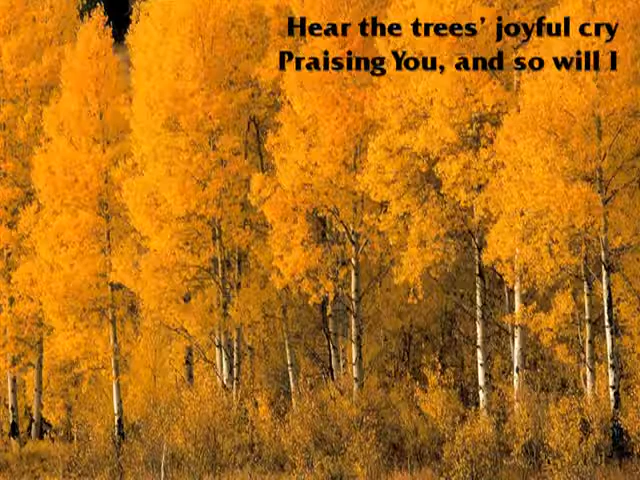 Hear the trees’ joyful cry
Praising You, and so will I